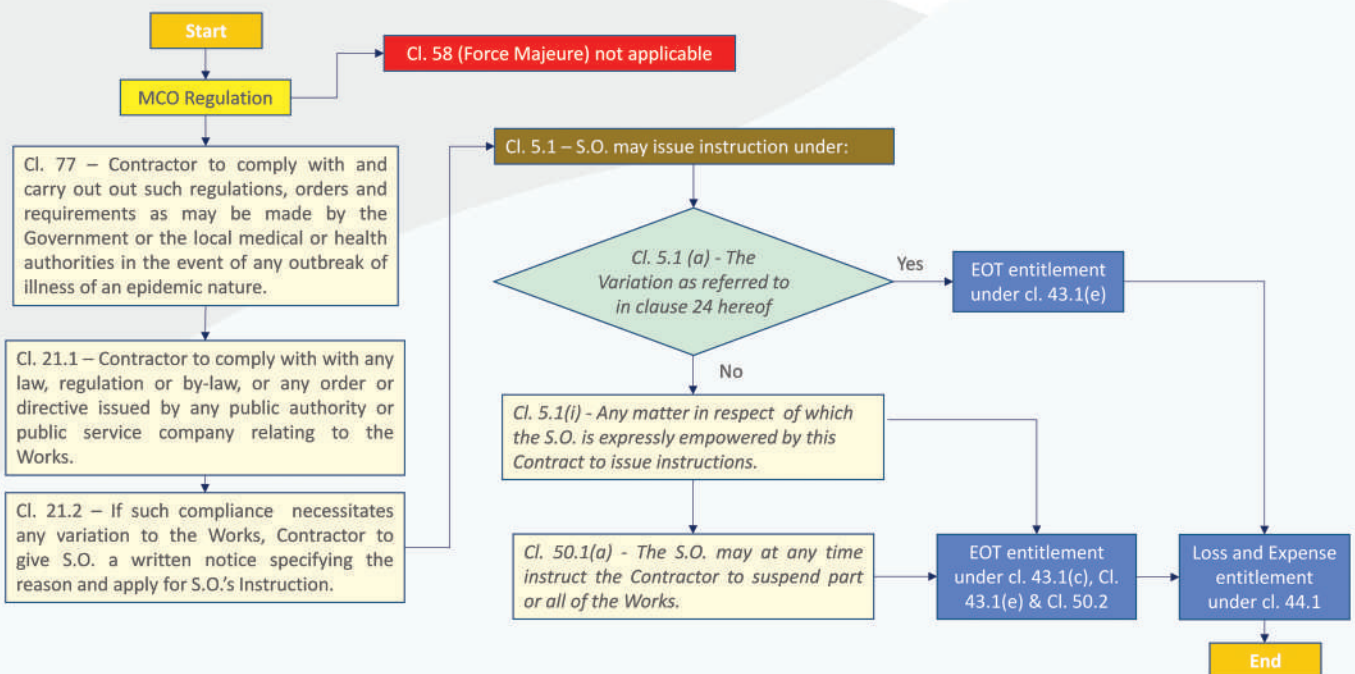 Start
Cl. 58 (Force Majeure) not applicable
MCO Regulation
Cl. 77 – Contractor to comply with and
carry out out such regulations, orders and
requirements as may be made by the
Government or the local medical or health
authorities in the event of any outbreak of
illness of an epidemic nature.
Cl. 21.1 – Contractor to comply with with any
law, regulation or by-law, or any order or
directive issued by any public authority or
public service company relating to the
Works.
Cl. 21.2 – If such compliance necessitates
any variation to the Works, Contractor to
give S.O. a written notice specifying the
reason and apply for S.O.'s Instruction.
Cl. 5.1 – S.O. may issue instruction under:
Cl. 5.1 (a) - The
Variation as referred to
in clause 24 hereof
Yes
EOT entitlement
under cl. 43.1(e)
No
Cl. 5.1(i) - Any matter in respect of which
the S.O. is expressly empowered by this
Contract to issue instructions.
Cl. 50.1(a) - The S.O. may at any time
instruct the Contractor to suspend part
or all of the Works.
EOT entitlement
under cl. 43.1(c), Cl.
43.1(e) & Cl. 50.2
Loss and Expense
entitlement
under cl. 44.1
End